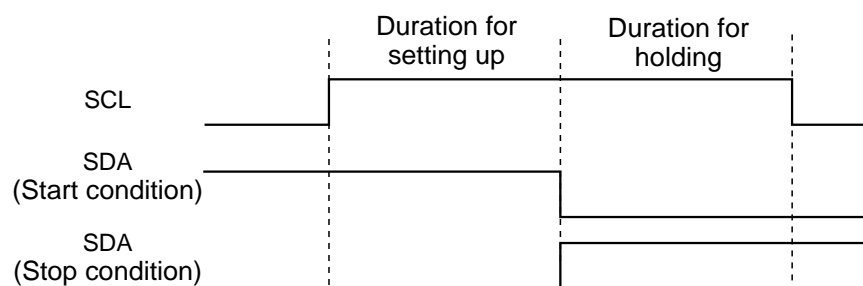 Duration for
setting up
Duration for
holding
SCL
SDA
(Start condition)
SDA
(Stop condition)